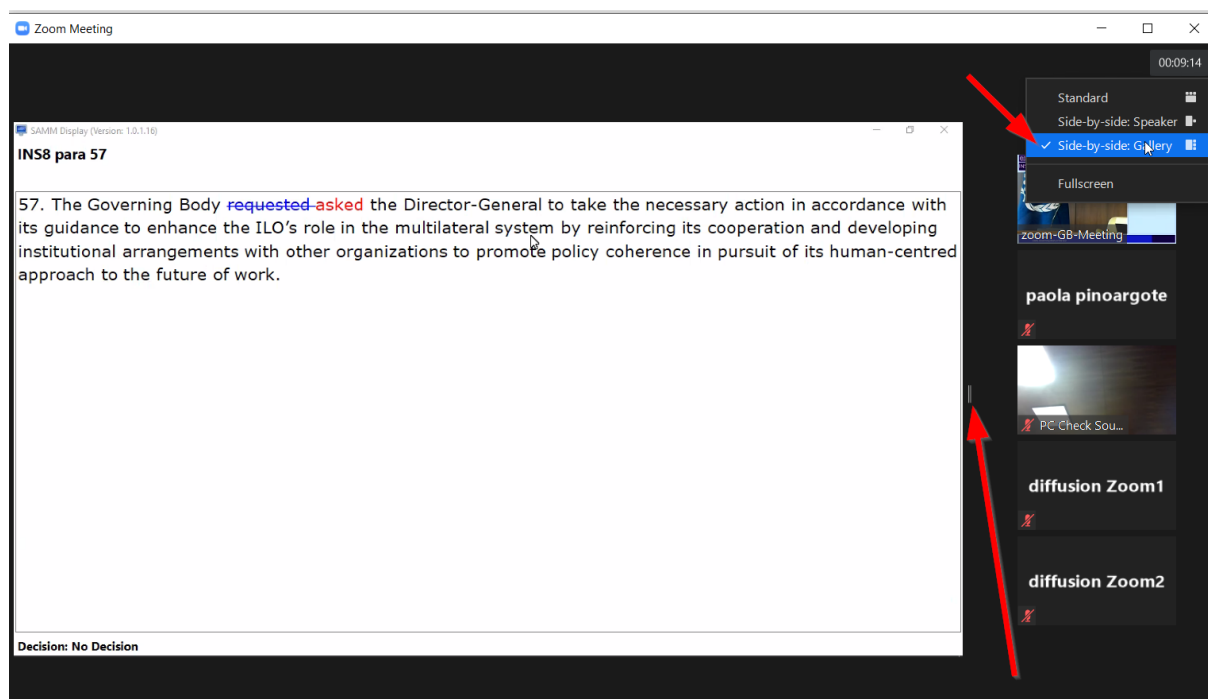 Zoom Meeting
00:09:14
Standard
Side-by-side: Speaker
Side-by-side: Gallery
Fullscreen
SAMM Display (Version: 1.0.1.16)
INS8 para 57
57. The Governing Body requested asked the Director-General to take the necessary action in accordance with
its guidance to enhance the ILO’s role in the multilateral system by reinforcing its cooperation and developing
institutional arrangements with other organizations to promote policy coherence in pursuit of its human-centred
approach to the future of work.
Decision: No Decision
zoom-GB-Meeting
paola pinoargote
PC Check Sou...
diffusion Zoom1
diffusion Zoom2